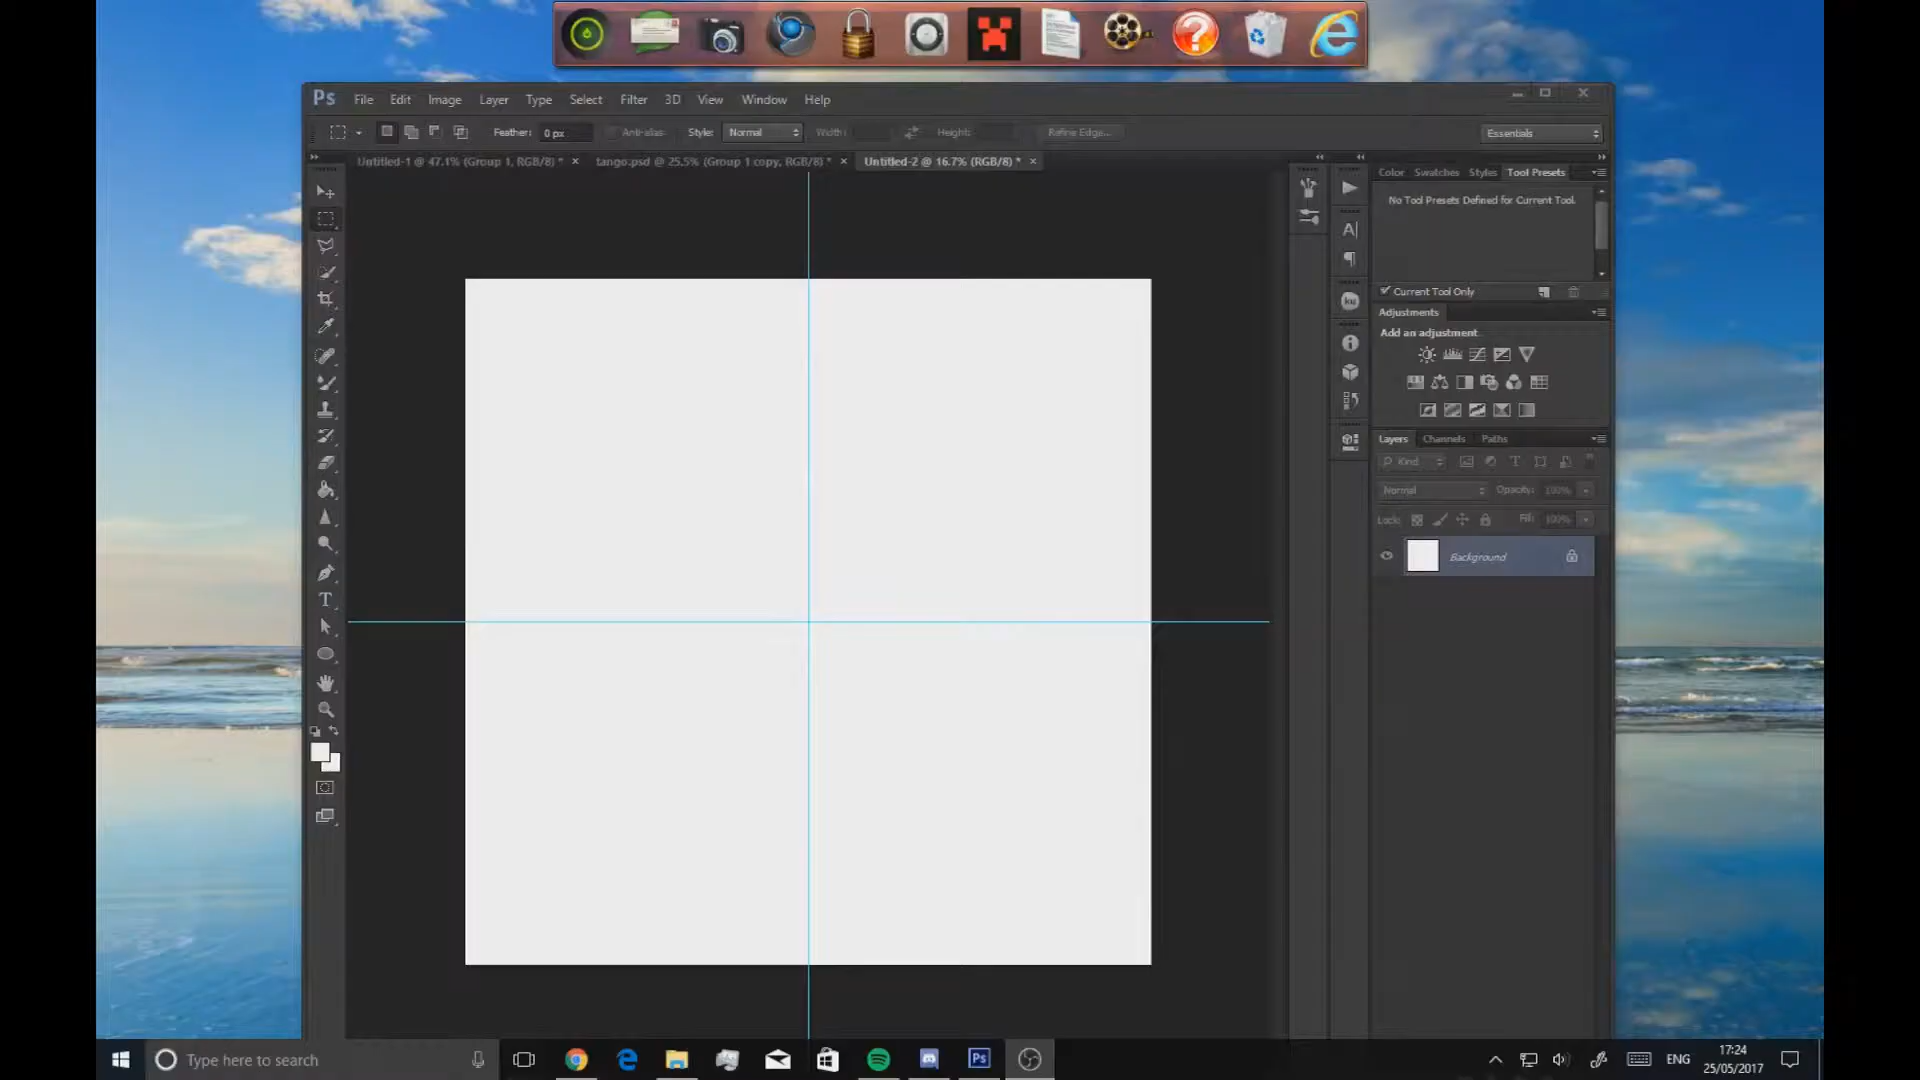 Ps File Edit Image Layer Type Select Filter 3D View Window Help
Feather: 0 px Anti-alias Style: Normal Width: Height: Refine Edge... Essentials
Untitled-1 @ 47.1% (Group 1, RGB/8) * × tango.psd @ 25.5% (Group 1 copy, RGB/8) * × Untitled-2 @ 16.7% (RGB/8) * ×
Color Swatches Styles Tool Presets
No Tool Presets Defined for Current Tool.
Current Tool Only
Adjustments
Add an adjustment
Layers Channels Paths
Kind
Normal Opacity: 100%
Lock: Fill: 100%
Background
Type here to search
ENG
17:24
25/05/2017